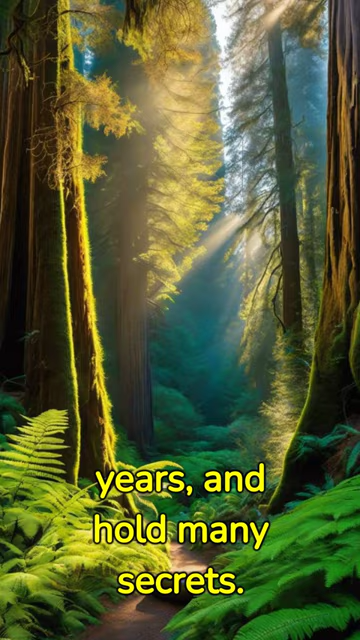 years, and
hold many
secrets.